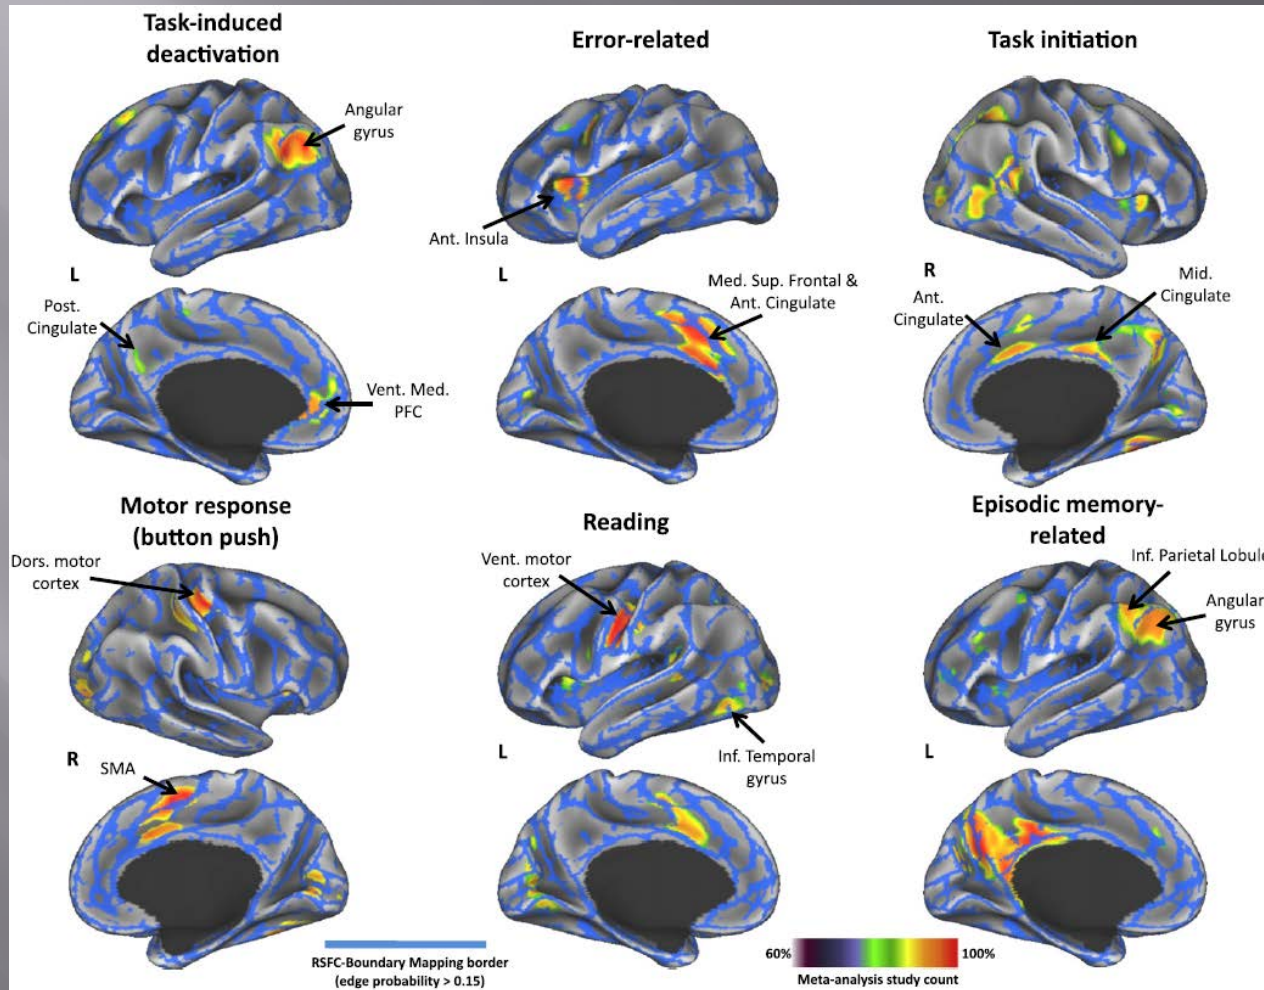 Task-induced
deactivation
Angular
gyrus
L
Post.
Cingulate
Vent. Med.
PFC
Error-related
Ant. Insula
L
Med. Sup. Frontal &
Ant. Cingulate
Task initiation
R
Ant.
Cingulate
Mid.
Cingulate
Motor response
(button push)
Dors. motor
cortex
R
SMA
Reading
Vent. motor
cortex
L
Inf. Temporal
gyrus
Episodic memory-
related
Inf. Parietal Lobule
Angular
gyrus
L
RSFC-Boundary Mapping border
(edge probability > 0.15)
60% 100%
Meta-analysis study count